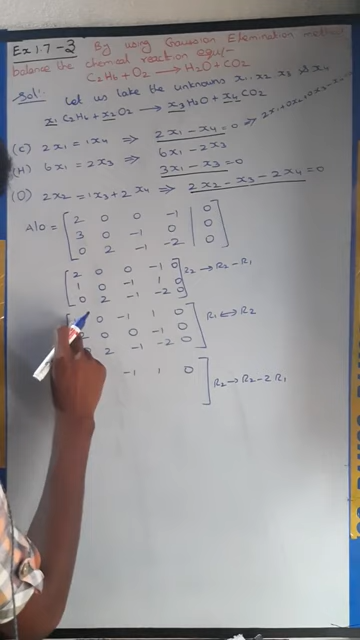 Ex 1.7 - 3 By using Gaussian Elemination method
balance the chemical reaction equ/-
C2H6 + O2 → H2O + CO2
Sol:
Let us take the unknowns x1, x2 x3 & x4
x1 C2H6 + x2 O2 → x3 H2O + x4 CO2
(C) 2x1 = 1x4 ⇒ 2x1 - x4 = 0 ⇒ 2x1 + 0x2 + 0x3 -
(H) 6x1 = 2x3 ⇒ 6x1 - 2x3
3x1 - x3 = 0
(O) 2x2 = 1x3 + 2x4 ⇒ 2x2 - x3 - 2x4 = 0
A|0 = 2 0 0 -1 | 0
3 0 -1 0 0
0 2 -1 -2 0
2 0 0 -1 0 R2 → R2 - R1
1 0 -1 1 0
0 2 -1 -2 0
0 -1 1 0 R1 ↔ R2
0 0 -1 0
2 -1 -2 0
-1 1 0
R2 → R2 - 2R1